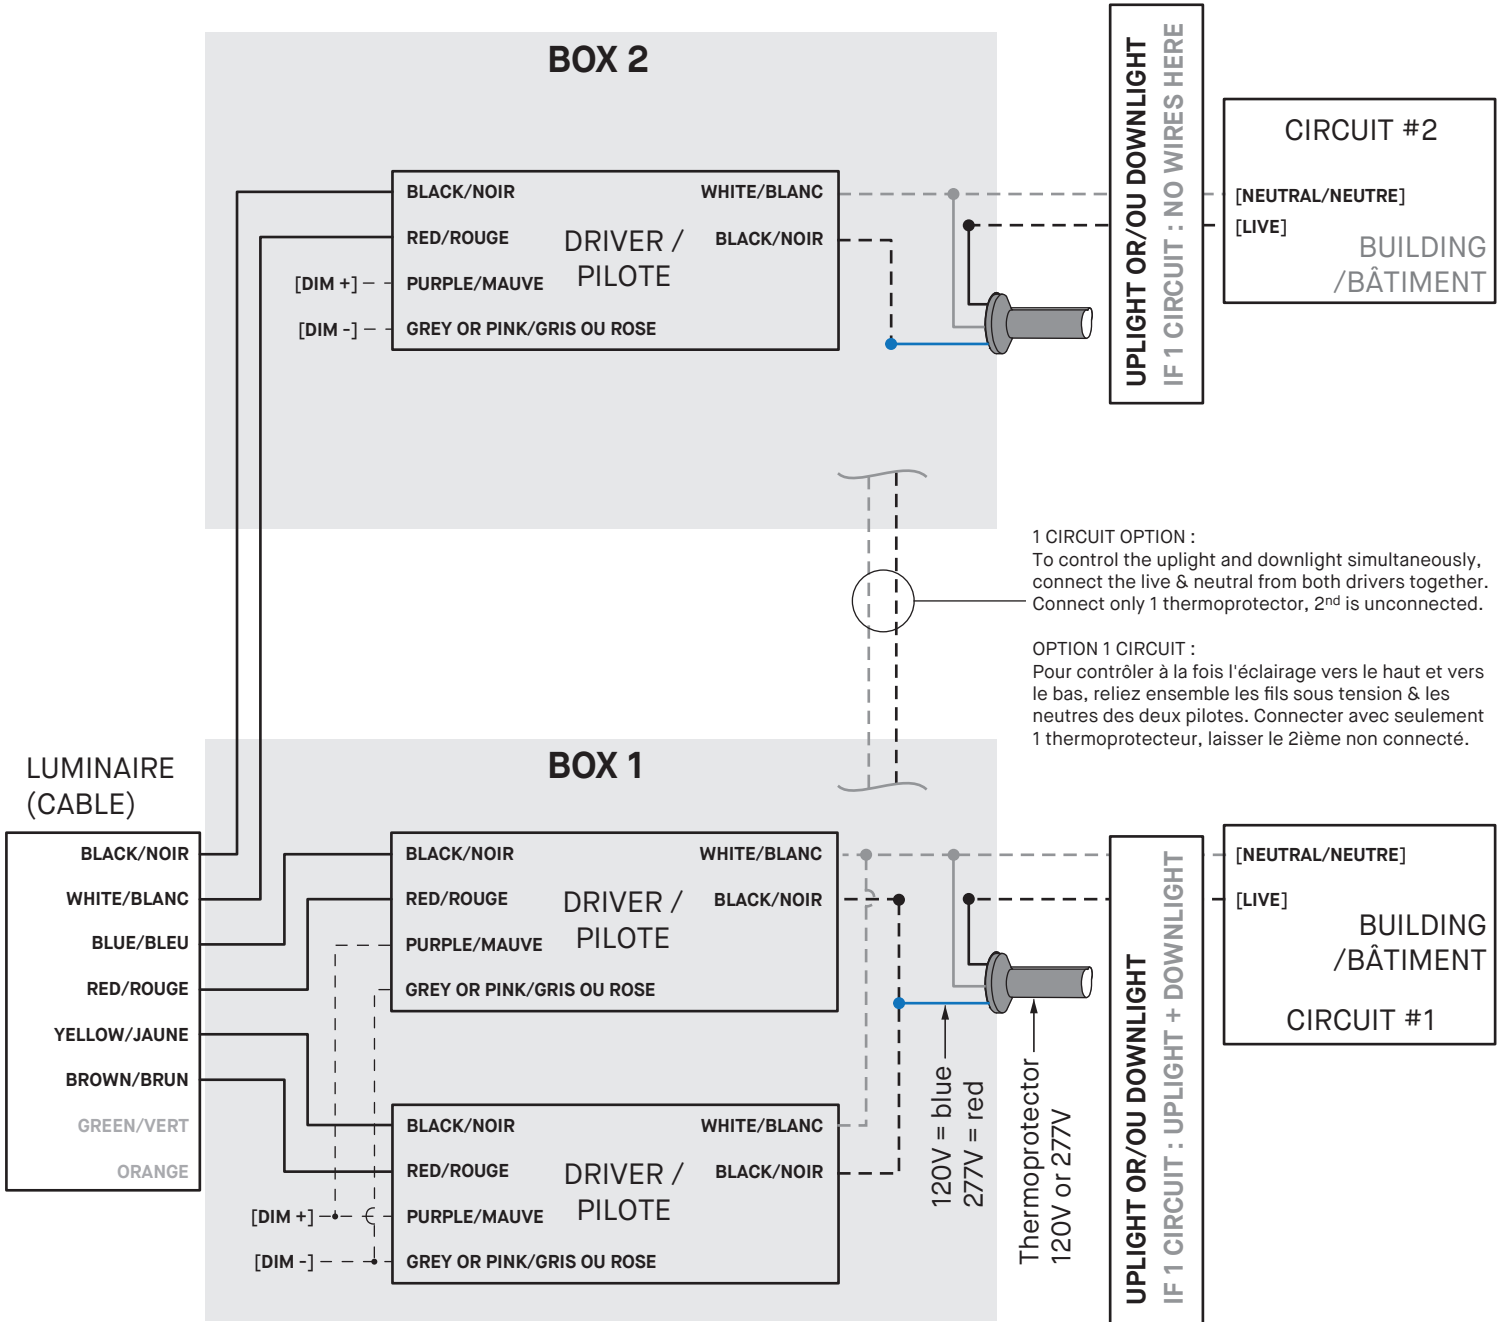 BOX 2
BLACK/NOIR
RED/ROUGE
PURPLE/MAUVE
GREY OR PINK/GRIS OU ROSE
DRIVER /
PILOTE
WHITE/BLANC
BLACK/NOIR
[DIM +]
[DIM -]
UPLIGHT OR/OU DOWNLIGHT
IF 1 CIRCUIT : NO WIRES HERE
CIRCUIT #2
[NEUTRAL/NEUTRE]
[LIVE]
BUILDING
/BÂTIMENT
1 CIRCUIT OPTION :
To control the uplight and downlight simultaneously,
connect the live & neutral from both drivers together.
Connect only 1 thermoprotector, 2nd is unconnected.
OPTION 1 CIRCUIT :
Pour contrôler à la fois l'éclairage vers le haut et vers
le bas, reliez ensemble les fils sous tension & les
neutres des deux pilotes. Connecter avec seulement
1 thermoprotecteur, laisser le 2ième non connecté.
BOX 1
LUMINAIRE
(CABLE)
BLACK/NOIR
WHITE/BLANC
BLUE/BLEU
RED/ROUGE
YELLOW/JAUNE
BROWN/BRUN
GREEN/VERT
ORANGE
BLACK/NOIR
RED/ROUGE
PURPLE/MAUVE
GREY OR PINK/GRIS OU ROSE
DRIVER /
PILOTE
WHITE/BLANC
BLACK/NOIR
BLACK/NOIR
RED/ROUGE
PURPLE/MAUVE
GREY OR PINK/GRIS OU ROSE
DRIVER /
PILOTE
WHITE/BLANC
BLACK/NOIR
[DIM +]
[DIM -]
120V = blue
277V = red
Thermoprotector
120V or 277V
UPLIGHT OR/OU DOWNLIGHT
IF 1 CIRCUIT : UPLIGHT + DOWNLIGHT
[NEUTRAL/NEUTRE]
[LIVE]
BUILDING
/BÂTIMENT
CIRCUIT #1